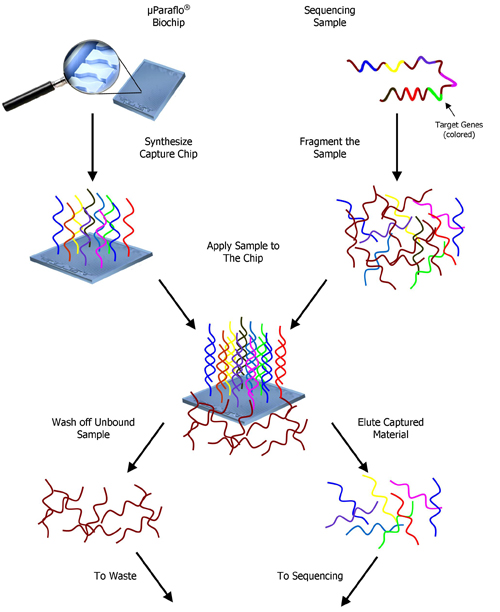 µParaflo®
Biochip
Sequencing
Sample
Target Genes
(colored)
Synthesize
Capture Chip
Fragment the
Sample
Apply Sample to
The Chip
Wash off Unbound
Sample
Elute Captured
Material
To Waste
To Sequencing